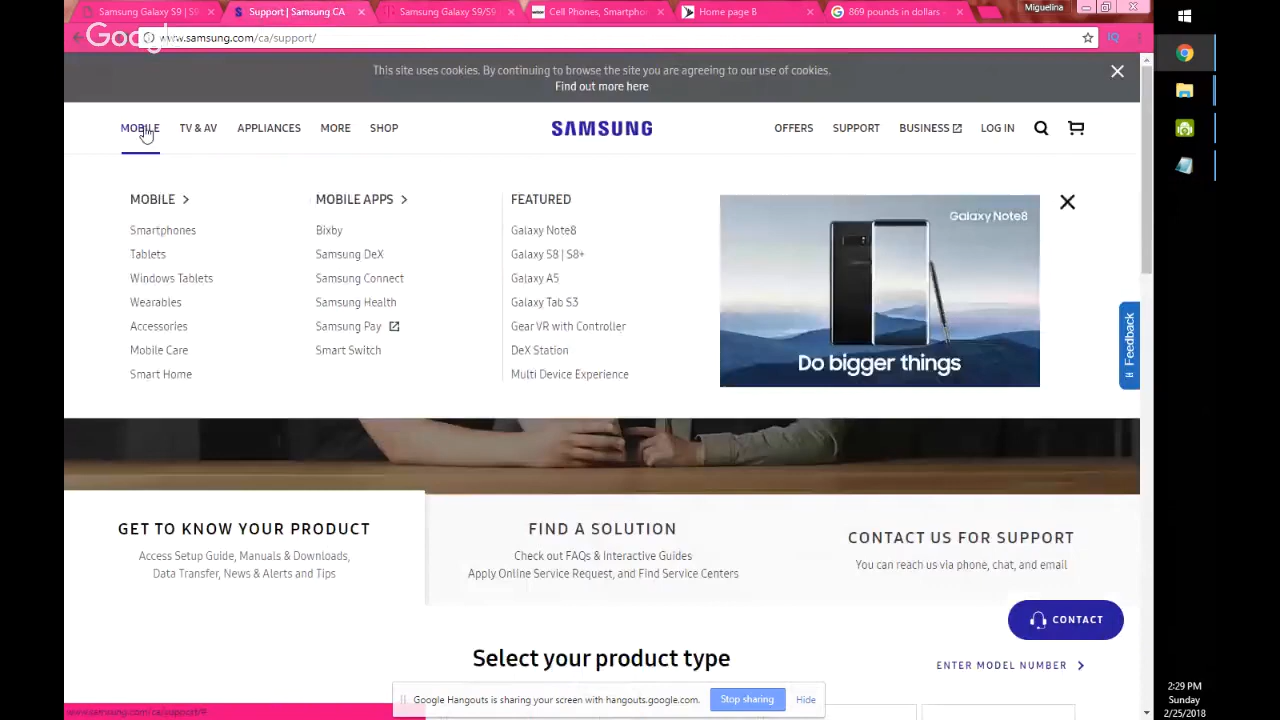 Samsung Galaxy S9 | S9
Support | Samsung CA
Samsung Galaxy S9/S9
Cell Phones, Smartpho
Home page B
869 pounds in dollars -
Miguelina
Google
www.samsung.com/ca/support/
IQ
This site uses cookies. By continuing to browse the site you are agreeing to our use of cookies.
Find out more here
MOBILE
TV & AV
APPLIANCES
MORE
SHOP
SAMSUNG
OFFERS
SUPPORT
BUSINESS
LOG IN
MOBILE
Smartphones
Tablets
Windows Tablets
Wearables
Accessories
Mobile Care
Smart Home
MOBILE APPS
Bixby
Samsung DeX
Samsung Connect
Samsung Health
Samsung Pay
Smart Switch
FEATURED
Galaxy Note8
Galaxy S8 | S8+
Galaxy A5
Galaxy Tab S3
Gear VR with Controller
DeX Station
Multi Device Experience
Galaxy Note8
Do bigger things
Feedback
GET TO KNOW YOUR PRODUCT
Access Setup Guide, Manuals & Downloads,
Data Transfer, News & Alerts and Tips
FIND A SOLUTION
Check out FAQs & Interactive Guides
Apply Online Service Request, and Find Service Centers
CONTACT US FOR SUPPORT
You can reach us via phone, chat, and email
CONTACT
Select your product type
ENTER MODEL NUMBER
Google Hangouts is sharing your screen with hangouts.google.com.
Stop sharing
Hide
www.samsung.com/ca/support/#
2:29 PM
Sunday
2/25/2018